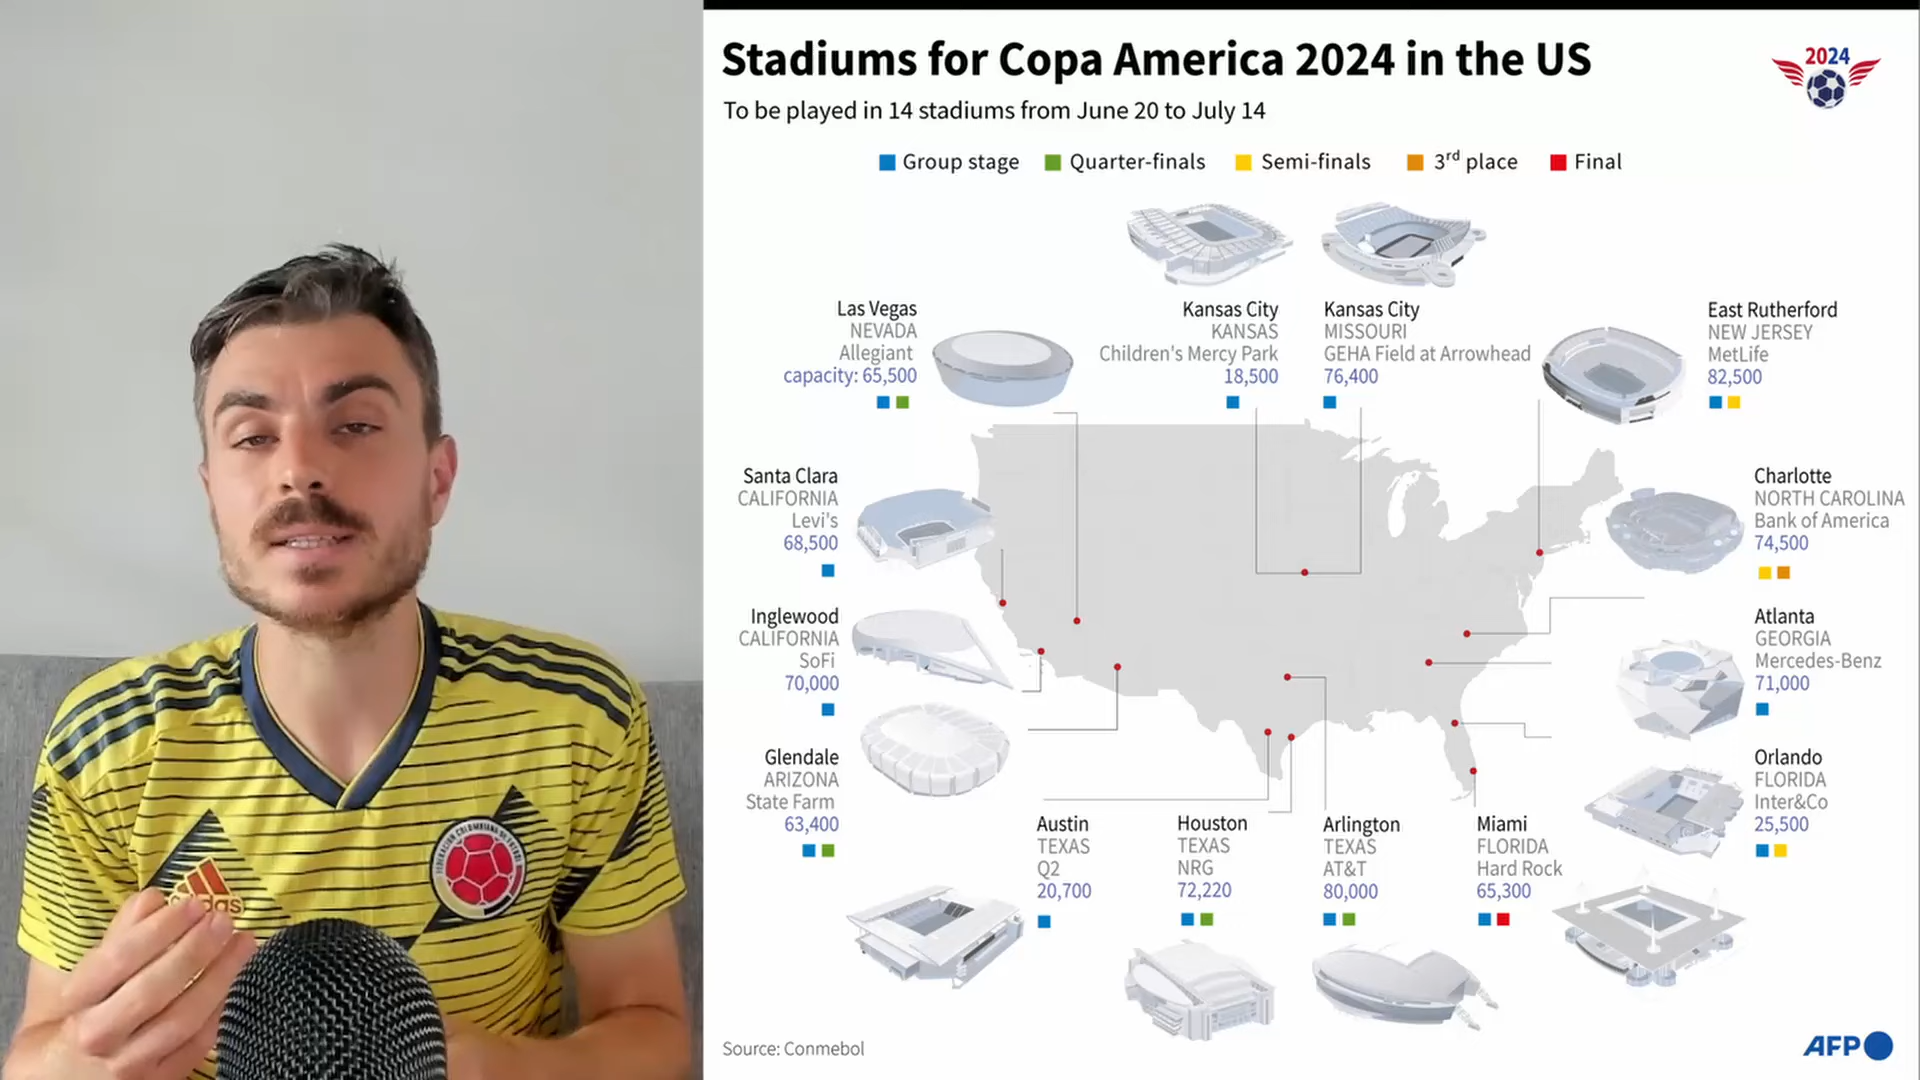 Stadiums for Copa America 2024 in the US
2024
To be played in 14 stadiums from June 20 to July 14
Group stage
Quarter-finals
Semi-finals
3rd place
Final
Las Vegas
NEVADA
Allegiant
capacity: 65,500
Kansas City
KANSAS
Children's Mercy Park
18,500
Kansas City
MISSOURI
GEHA Field at Arrowhead
76,400
East Rutherford
NEW JERSEY
MetLife
82,500
Santa Clara
CALIFORNIA
Levi's
68,500
Charlotte
NORTH CAROLINA
Bank of America
74,500
Inglewood
CALIFORNIA
SoFi
70,000
Atlanta
GEORGIA
Mercedes-Benz
71,000
Glendale
ARIZONA
State Farm
63,400
Orlando
FLORIDA
Inter&Co
25,500
Austin
TEXAS
Q2
20,700
Houston
TEXAS
NRG
72,220
Arlington
TEXAS
AT&T
80,000
Miami
FLORIDA
Hard Rock
65,300
Source: Conmebol
AFP